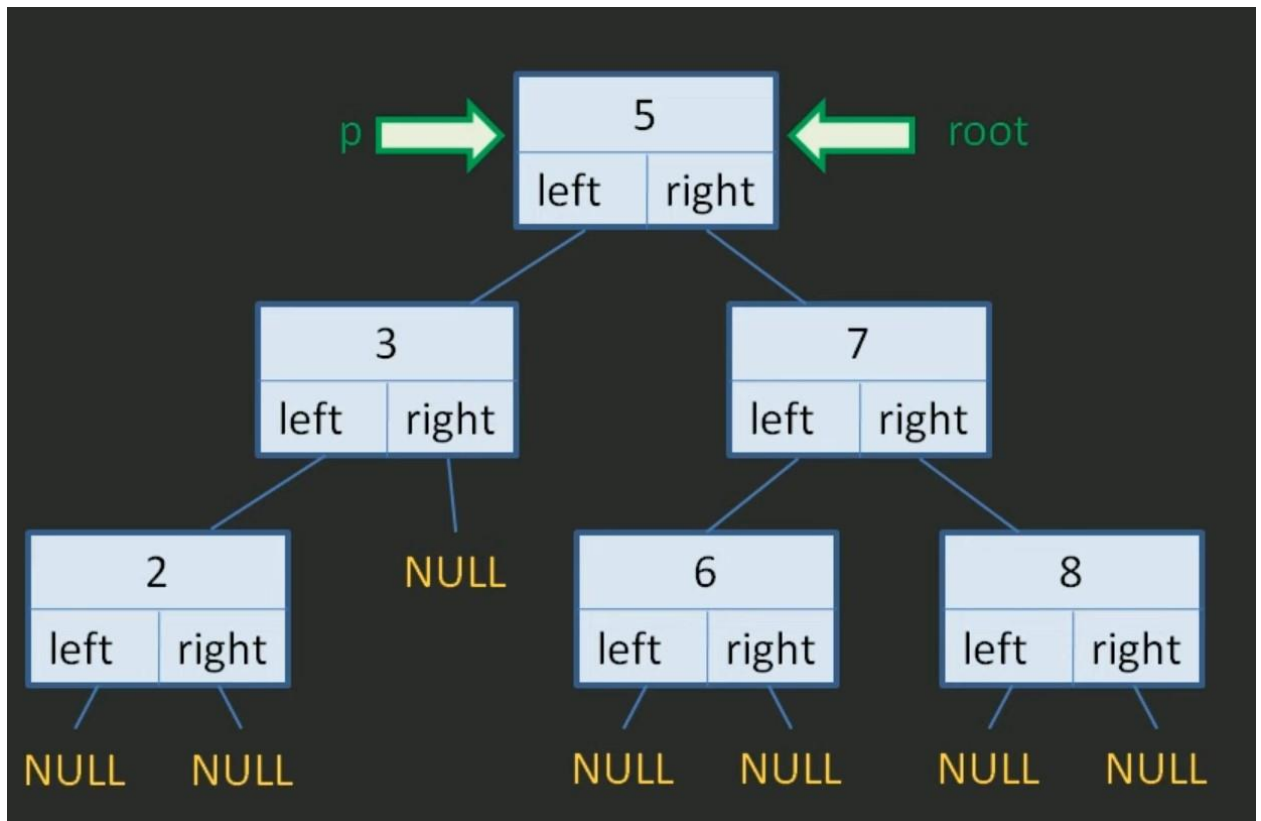 p 5 root
left right
3 7
left right left right
2 NULL 6 8
left right left right left right
NULL NULL NULL NULL NULL NULL